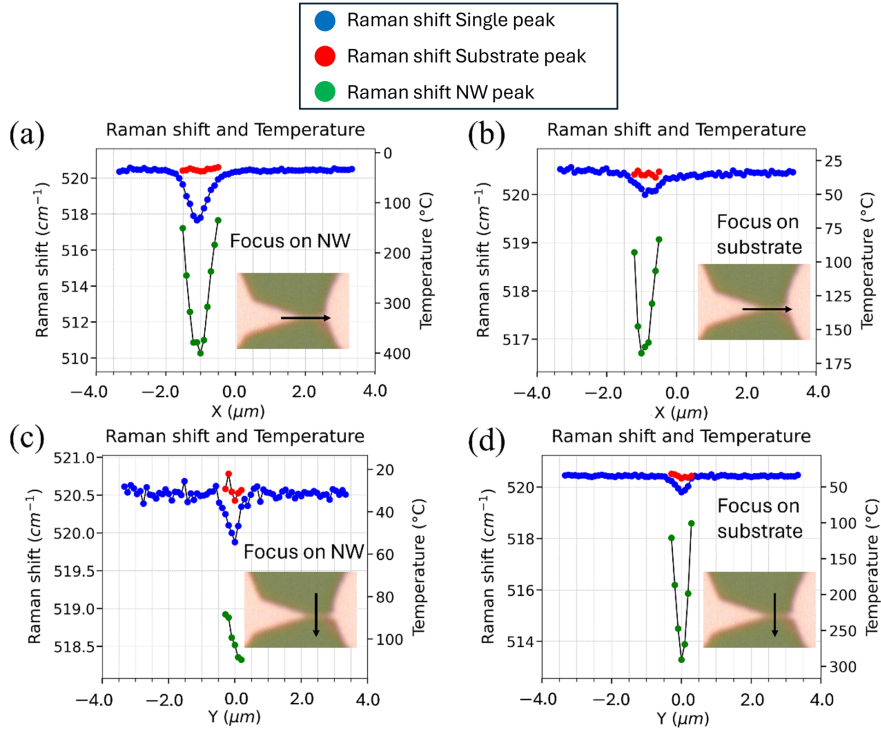 Raman shift Single peak
Raman shift Substrate peak
Raman shift NW peak
(a)
Raman shift and Temperature
Raman shift (cm⁻¹)
520
518
516
514
512
510
0
100
200
300
400
Temperature (°C)
Focus on NW
−4.0
−2.0
0.0
2.0
4.0
X (μm)
(b)
Raman shift and Temperature
Raman shift (cm⁻¹)
520
519
518
517
25
50
75
100
125
150
175
Temperature (°C)
Focus on
substrate
−4.0
−2.0
0.0
2.0
4.0
X (μm)
(c)
Raman shift and Temperature
Raman shift (cm⁻¹)
521.0
520.5
520.0
519.5
519.0
518.5
20
40
60
80
100
Temperature (°C)
Focus on NW
−4.0
−2.0
0.0
2.0
4.0
Y (μm)
(d)
Raman shift and Temperature
Raman shift (cm⁻¹)
520
518
516
514
50
100
150
200
250
300
Temperature (°C)
Focus on
substrate
−4.0
−2.0
0.0
2.0
4.0
Y (μm)